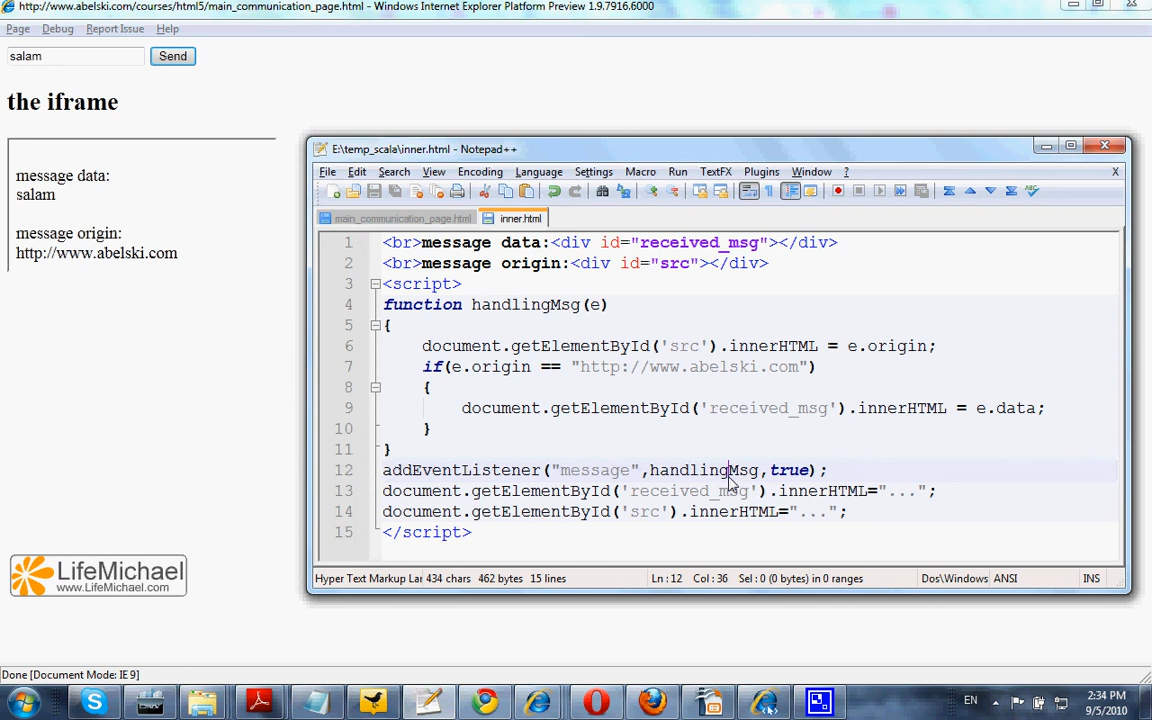 http://www.abelski.com/courses/html5/main_communication_page.html - Windows Internet Explorer Platform Preview 1.9.7916.6000
Page Debug Report Issue Help
salam Send
the iframe
message data:
salam
message origin:
http://www.abelski.com
E:\temp_scala\inner.html - Notepad++
File Edit Search View Encoding Language Settings Macro Run TextFX Plugins Window ? X
main_communication_page.html inner.html
1 <br>message data:<div id="received_msg"></div>
2 <br>message origin:<div id="src"></div>
3 <script>
4 function handlingMsg(e)
5 {
6 document.getElementById('src').innerHTML = e.origin;
7 if(e.origin == "http://www.abelski.com")
8 {
9 document.getElementById('received_msg').innerHTML = e.data;
10 }
11 }
12 addEventListener("message",handlingMsg,true);
13 document.getElementById('received_msg').innerHTML="...";
14 document.getElementById('src').innerHTML="...";
15 </script>
Hyper Text Markup Lar 434 chars 462 bytes 15 lines Ln : 12 Col : 36 Sel : 0 (0 bytes) in 0 ranges Dos\Windows ANSI INS
LifeMichael
www.LifeMichael.com
Done [Document Mode: IE 9]
EN
2:34 PM
9/5/2010